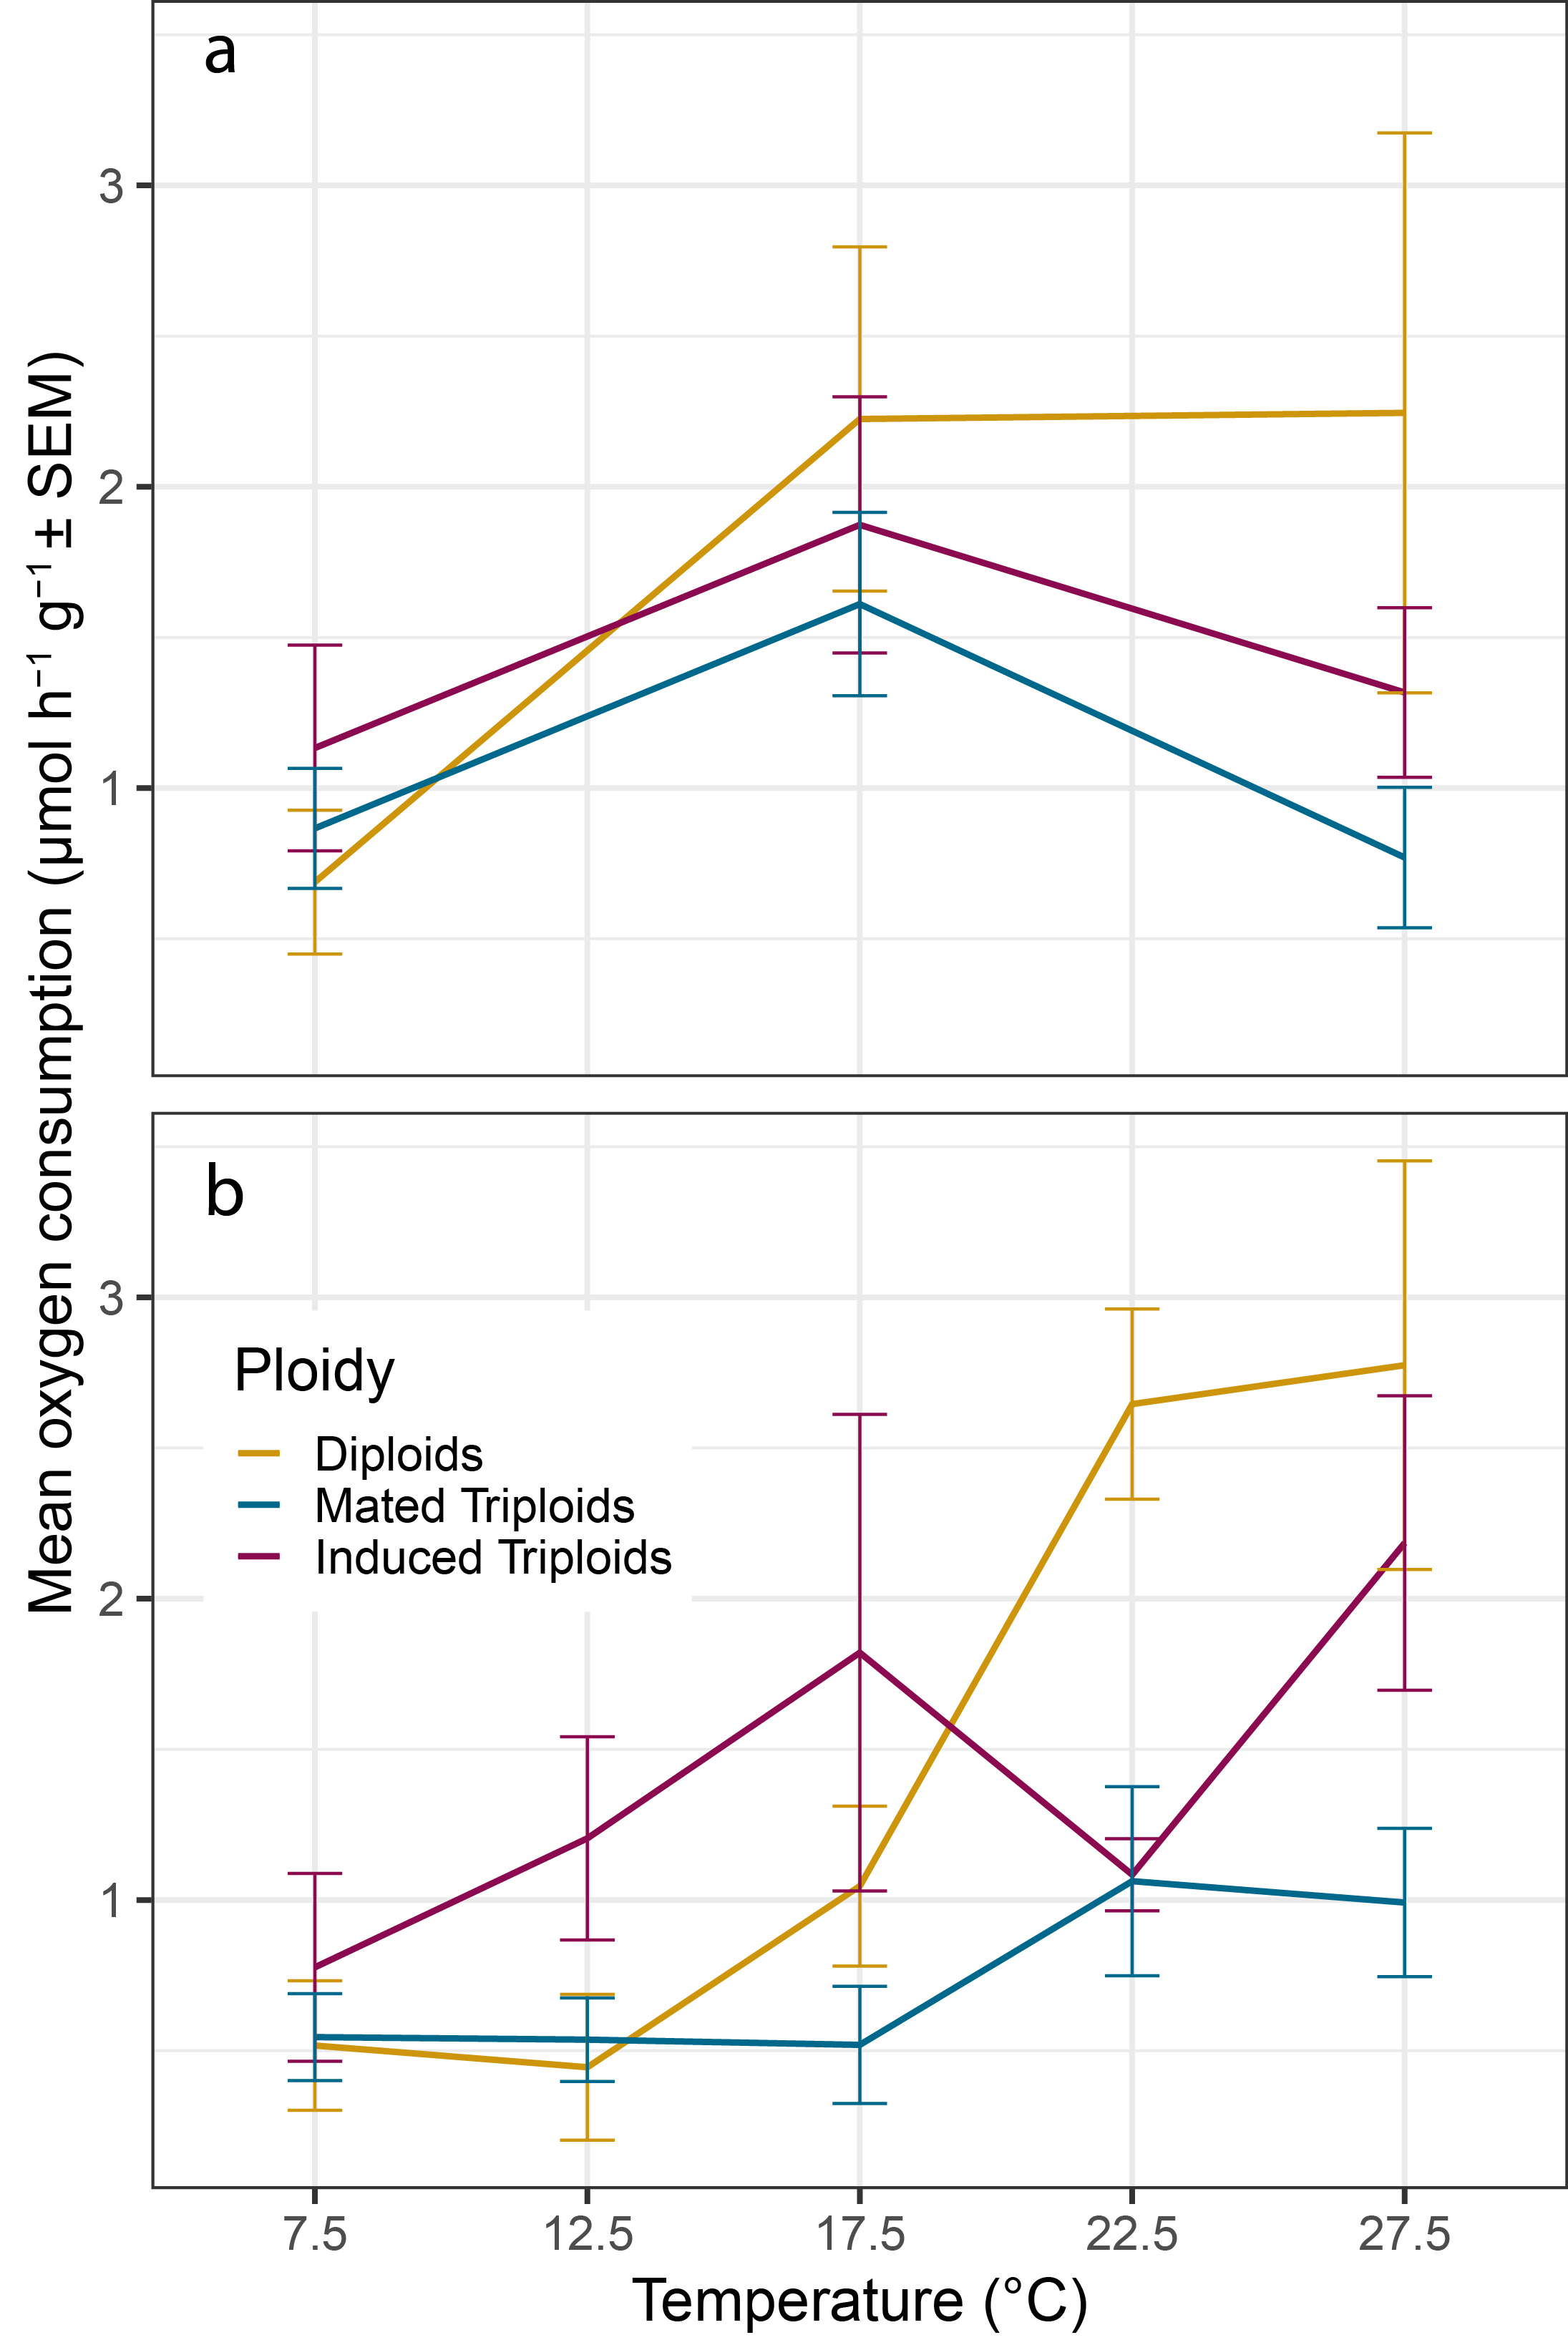 a
3
2
1
Mean oxygen consumption (µmol h⁻¹ g⁻¹ ± SEM)
b
3
2
1
Ploidy
Diploids
Mated Triploids
Induced Triploids
7.5 12.5 17.5 22.5 27.5
Temperature (°C)